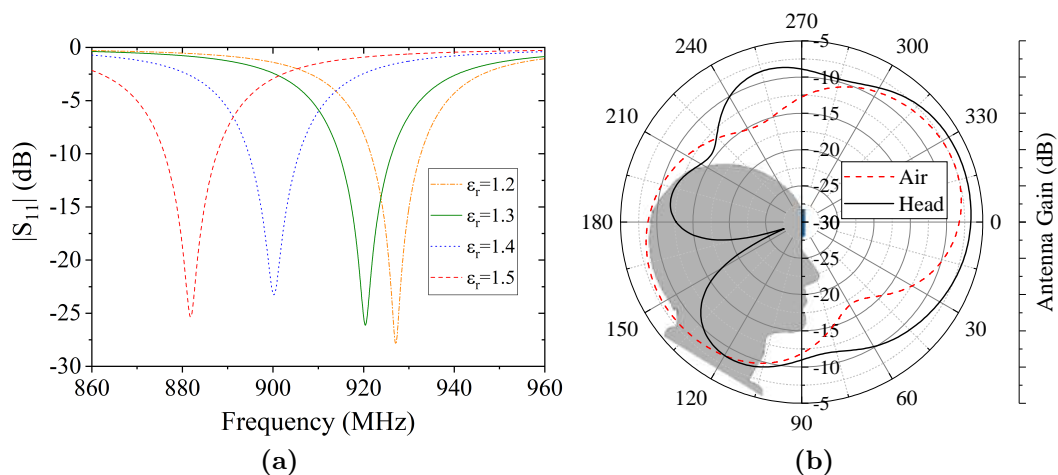 0
-5
-10
-15
-20
-25
-30
860 880 900 920 940 960
|S₁₁| (dB)
Frequency (MHz)
εᵣ=1.2
εᵣ=1.3
εᵣ=1.4
εᵣ=1.5
(a)
270
240 300
210 330
180 0
150 30
120 60
90
-5
-10
-15
-20
-25
-30
-25
-20
-15
-10
-5
Air
Head
Antenna Gain (dB)
(b)